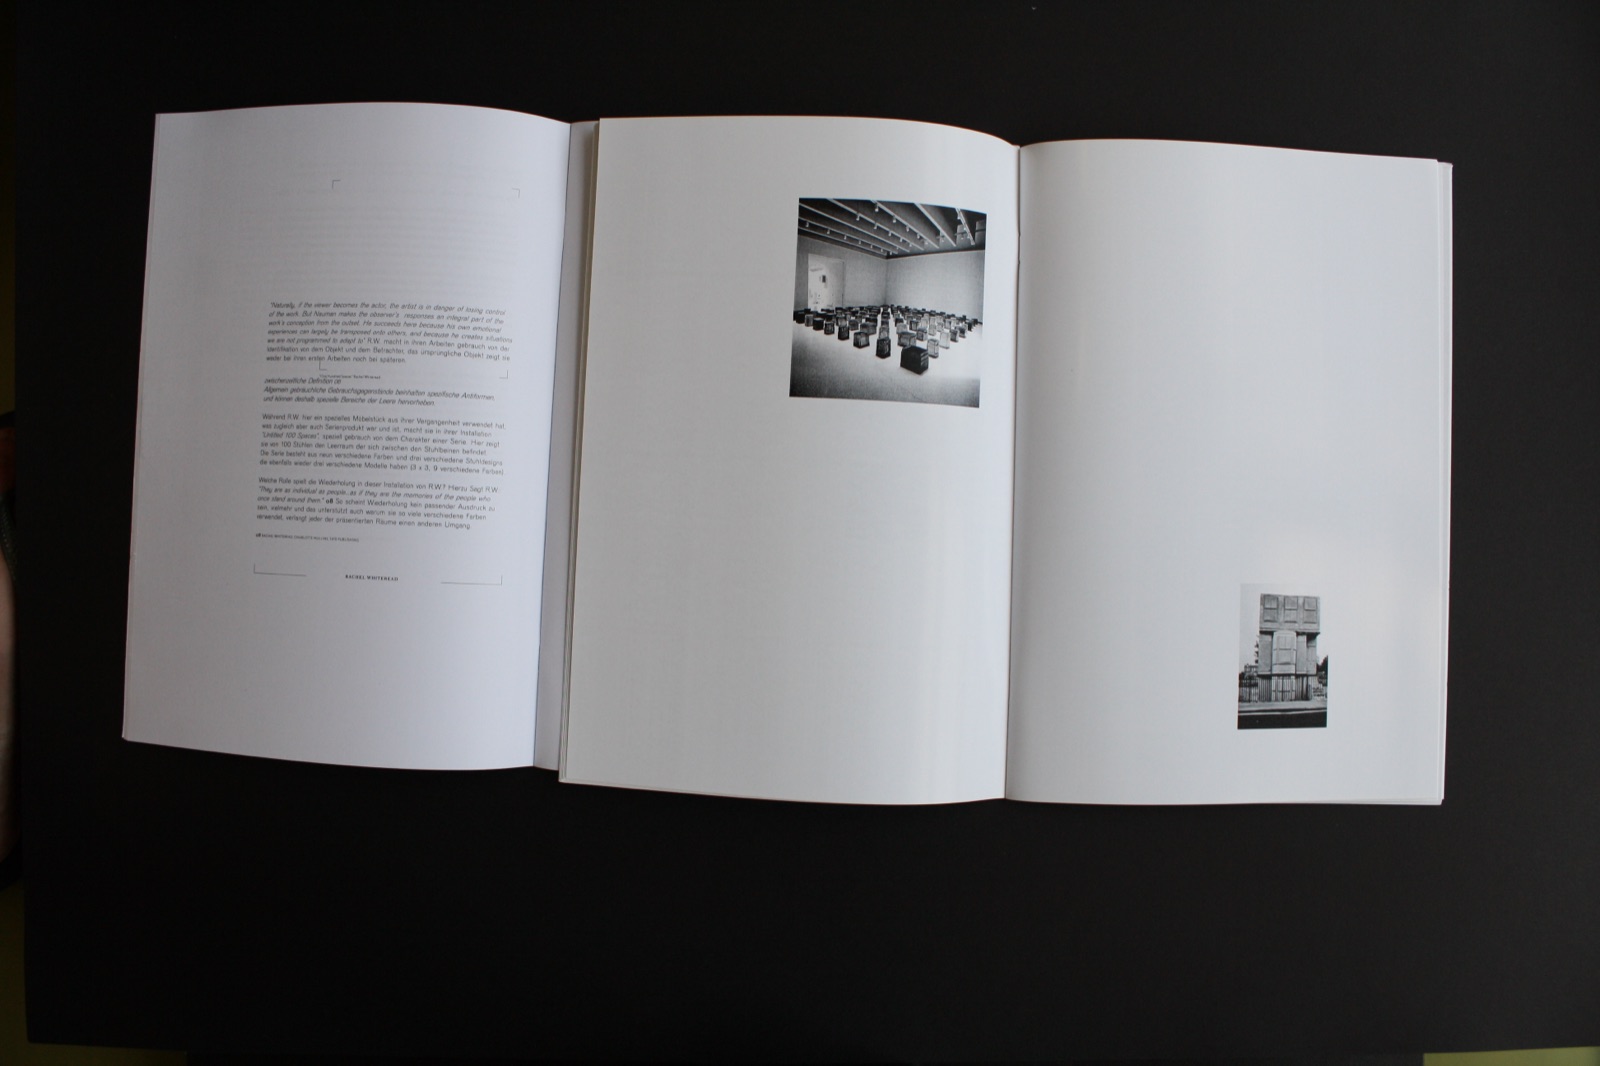 "Naturally, if the viewer becomes the actor, the artist is in danger of losing control
of the work. But Nauman makes the observer's responses an integral part of the
work's conception from the outset. He succeeds here because his own emotional
experiences can largely be transposed onto others, and because he creates situations
we are not programmed to adapt to" R.W. macht in ihren Arbeiten gebrauch von der
Identifikation von dem Objekt und dem Betrachter, das ursprüngliche Objekt zeigt sie
weder bei ihren ersten Arbeiten noch bei späteren.
zwischenzeitliche Definition
Allgemein gebräuchliche Gebrauchsgegenstände beinhalten spezifische Antiformen,
und können deshalb spezielle Bereiche der Leere hervorheben.
Während R.W. hier ein spezielles Möbelstück aus ihrer Vergangenheit verwendet hat,
was zugleich aber auch Serienprodukt war und ist, macht sie in ihrer Installation
"Untitled 100 Spaces", speziell gebrauch von dem Charakter einer Serie. Hier zeigt
sie von 100 Stühlen den Leerraum der sich zwischen den Stuhlbeinen befindet.
Die Serie besteht aus neun verschiedene Farben und drei verschiedene Stuhldesigns
die ebenfalls wieder drei verschiedene Modelle haben (3 x 3, 9 verschiedene Farben)
Welche Rolle spielt die Wiederholung in dieser Installation von R.W.? Hierzu Sagt R.W.:
"They are as individual as people...as if they are the memories of the people who
once stand around them." o8 So scheint Wiederholung kein passender Ausdruck zu
sein, vielmehr und das unterstützt auch warum sie so viele verschiedene Farben
verwendet, verlangt jeder der präsentierten Räume einen anderen Umgang.
o8 RACHEL WHITEREAD, CHARLOTTE MULLINS, TATE PUBLISHING
RACHEL WHITEREAD